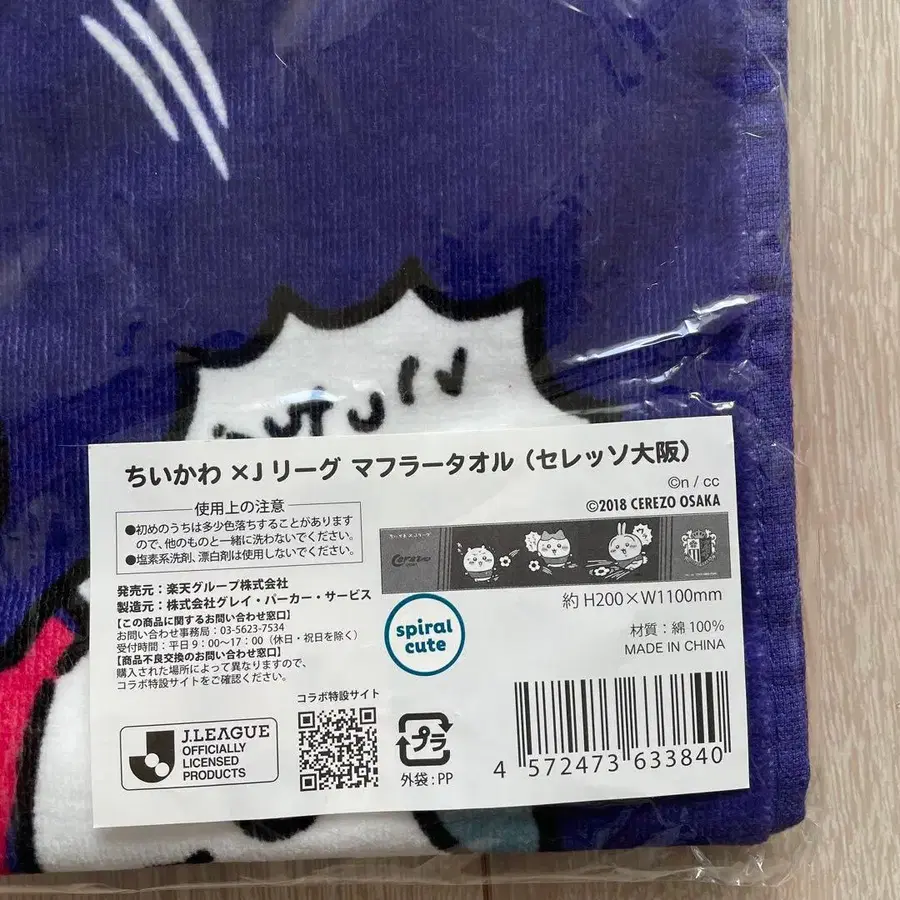 ちいかわ ×Jリーグ マフラータオル（セレッソ大阪）
©n / cc
©2018 CEREZO OSAKA
使用上の注意
●初めのうちは多少色落ちすることがあります
ので、他のものと一緒に洗わないでください。
●塩素系洗剤、漂白剤は使用しないでください。
発売元：楽天グループ株式会社
製造元：株式会社グレイ・パーカー・サービス
【この商品に関するお問い合わせ窓口】
お問い合わせ事務局：03-5623-7534
受付時間：平日9：00〜17：00（休日・祝日を除く）
【商品不良交換のお問い合わせ窓口】
購入された場所によって異なりますので、
コラボ特設サイトをご確認ください。
ちいかわ×Jリーグ
Cerezo
約 H200×W1100mm
spiral
cute
材質：綿 100%
MADE IN CHINA
J.LEAGUE
OFFICIALLY
LICENSED
PRODUCTS
コラボ特設サイト
プラ
外袋：PP
4 572473 633840